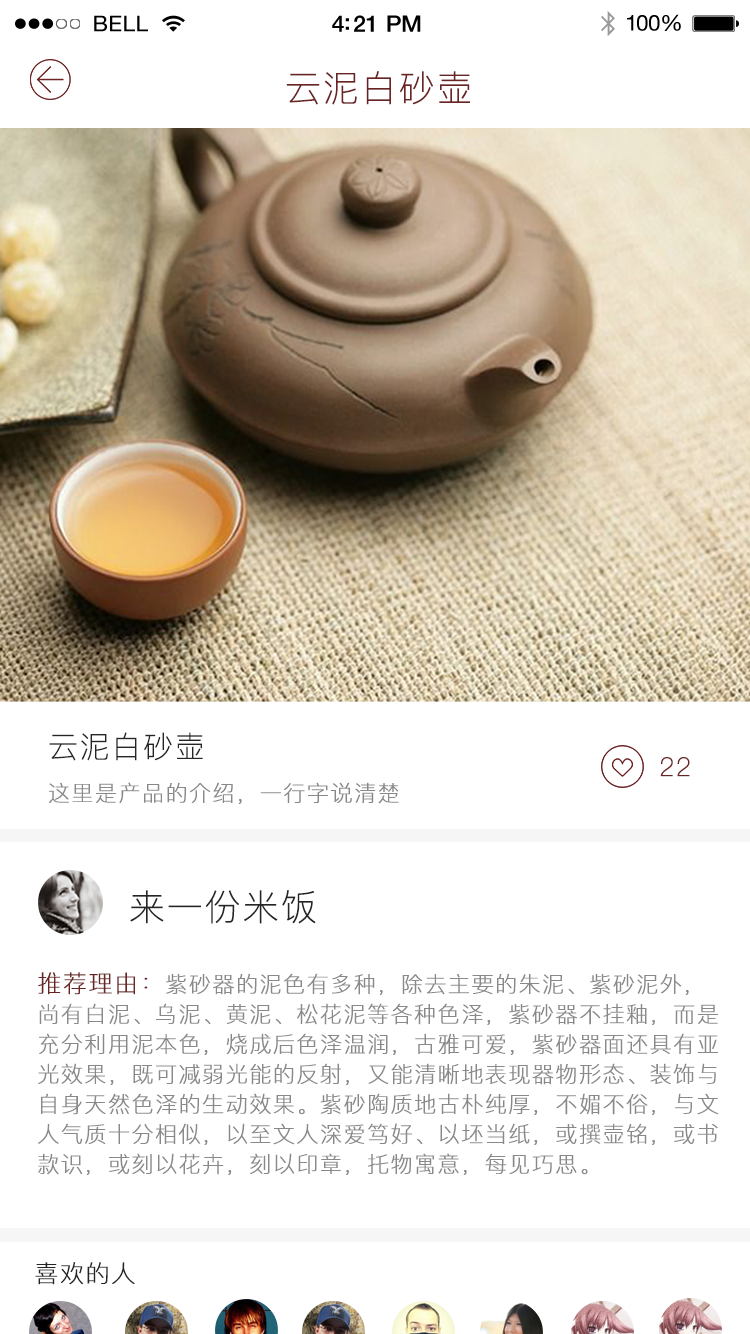 BELL 4:21 PM 100%
云泥白砂壶
云泥白砂壶
这里是产品的介绍，一行字说清楚
22
来一份米饭
推荐理由：紫砂器的泥色有多种，除去主要的朱泥、紫砂泥外，
尚有白泥、乌泥、黄泥、松花泥等各种色泽，紫砂器不挂釉，而是
充分利用泥本色，烧成后色泽温润，古雅可爱，紫砂器面还具有亚
光效果，既可减弱光能的反射，又能清晰地表现器物形态、装饰与
自身天然色泽的生动效果。紫砂陶质地古朴纯厚，不媚不俗，与文
人气质十分相似，以至文人深爱笃好、以坯当纸，或撰壶铭，或书
款识，或刻以花卉，刻以印章，托物寓意，每见巧思。
喜欢的人